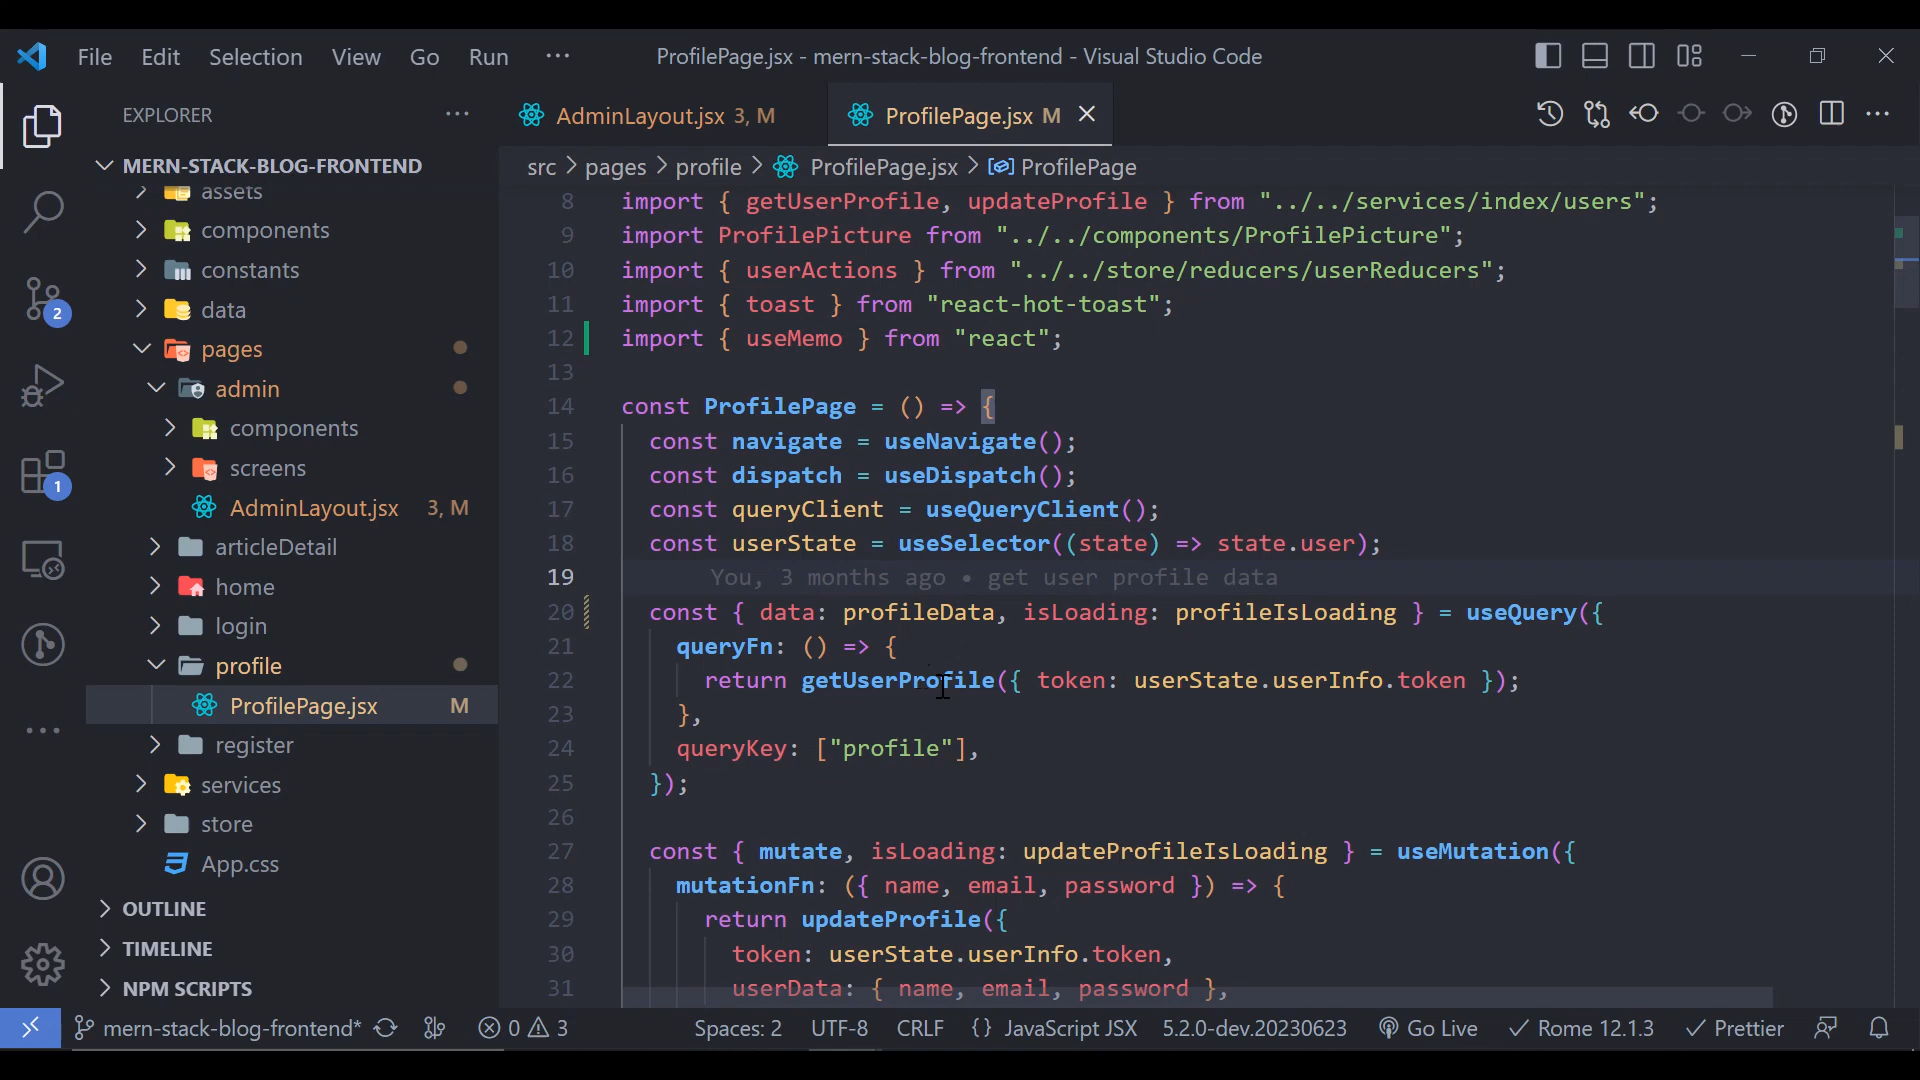 File Edit Selection View Go Run ··· ProfilePage.jsx - mern-stack-blog-frontend - Visual Studio Code
EXPLORER ···
AdminLayout.jsx 3, M ProfilePage.jsx M
MERN-STACK-BLOG-FRONTEND
assets
components
constants
data
pages
admin
components
screens
AdminLayout.jsx 3, M
articleDetail
home
login
profile
ProfilePage.jsx M
register
services
store
App.css
OUTLINE
TIMELINE
NPM SCRIPTS
2
1
src > pages > profile > ProfilePage.jsx > ProfilePage
8 import { getUserProfile, updateProfile } from "../../services/index/users";
9 import ProfilePicture from "../../components/ProfilePicture";
10 import { userActions } from "../../store/reducers/userReducers";
11 import { toast } from "react-hot-toast";
12 import { useMemo } from "react";
13
14 const ProfilePage = () => {
15 const navigate = useNavigate();
16 const dispatch = useDispatch();
17 const queryClient = useQueryClient();
18 const userState = useSelector((state) => state.user);
19 You, 3 months ago • get user profile data
20 const { data: profileData, isLoading: profileIsLoading } = useQuery({
21 queryFn: () => {
22 return getUserProfile({ token: userState.userInfo.token });
23 },
24 queryKey: ["profile"],
25 });
26
27 const { mutate, isLoading: updateProfileIsLoading } = useMutation({
28 mutationFn: ({ name, email, password }) => {
29 return updateProfile({
30 token: userState.userInfo.token,
31 userData: { name, email, password },
mern-stack-blog-frontend* 0 3 Spaces: 2 UTF-8 CRLF {} JavaScript JSX 5.2.0-dev.20230623 Go Live Rome 12.1.3 Prettier